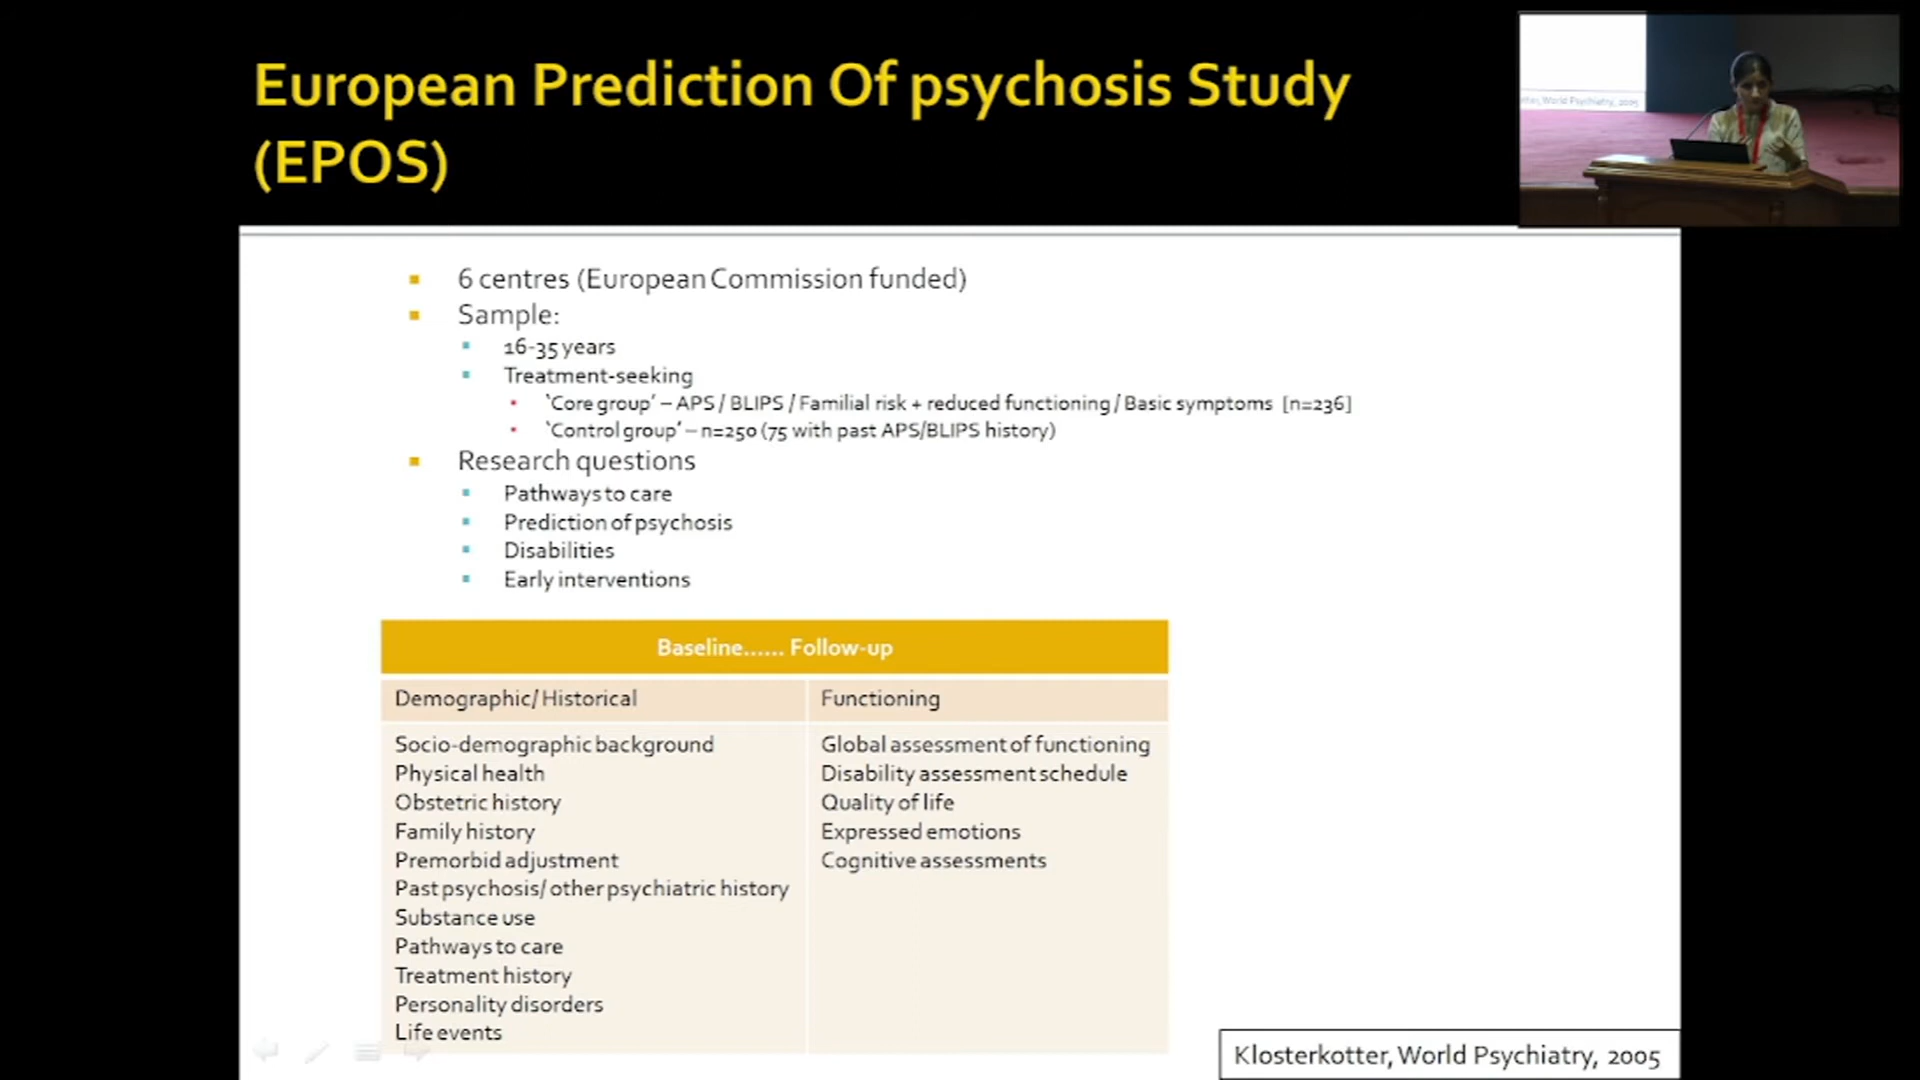 European Prediction Of psychosis Study
(EPOS)
6 centres (European Commission funded)
Sample:
16-35 years
Treatment-seeking
‘Core group’ – APS / BLIPS / Familial risk + reduced functioning / Basic symptoms [n=236]
‘Control group’ – n=250 (75 with past APS/BLIPS history)
Research questions
Pathways to care
Prediction of psychosis
Disabilities
Early interventions
Baseline...... Follow-up
Demographic/ Historical
Socio-demographic background
Physical health
Obstetric history
Family history
Premorbid adjustment
Past psychosis/ other psychiatric history
Substance use
Pathways to care
Treatment history
Personality disorders
Life events
Functioning
Global assessment of functioning
Disability assessment schedule
Quality of life
Expressed emotions
Cognitive assessments
Klosterkotter, World Psychiatry, 2005
World Psychiatry, 2005